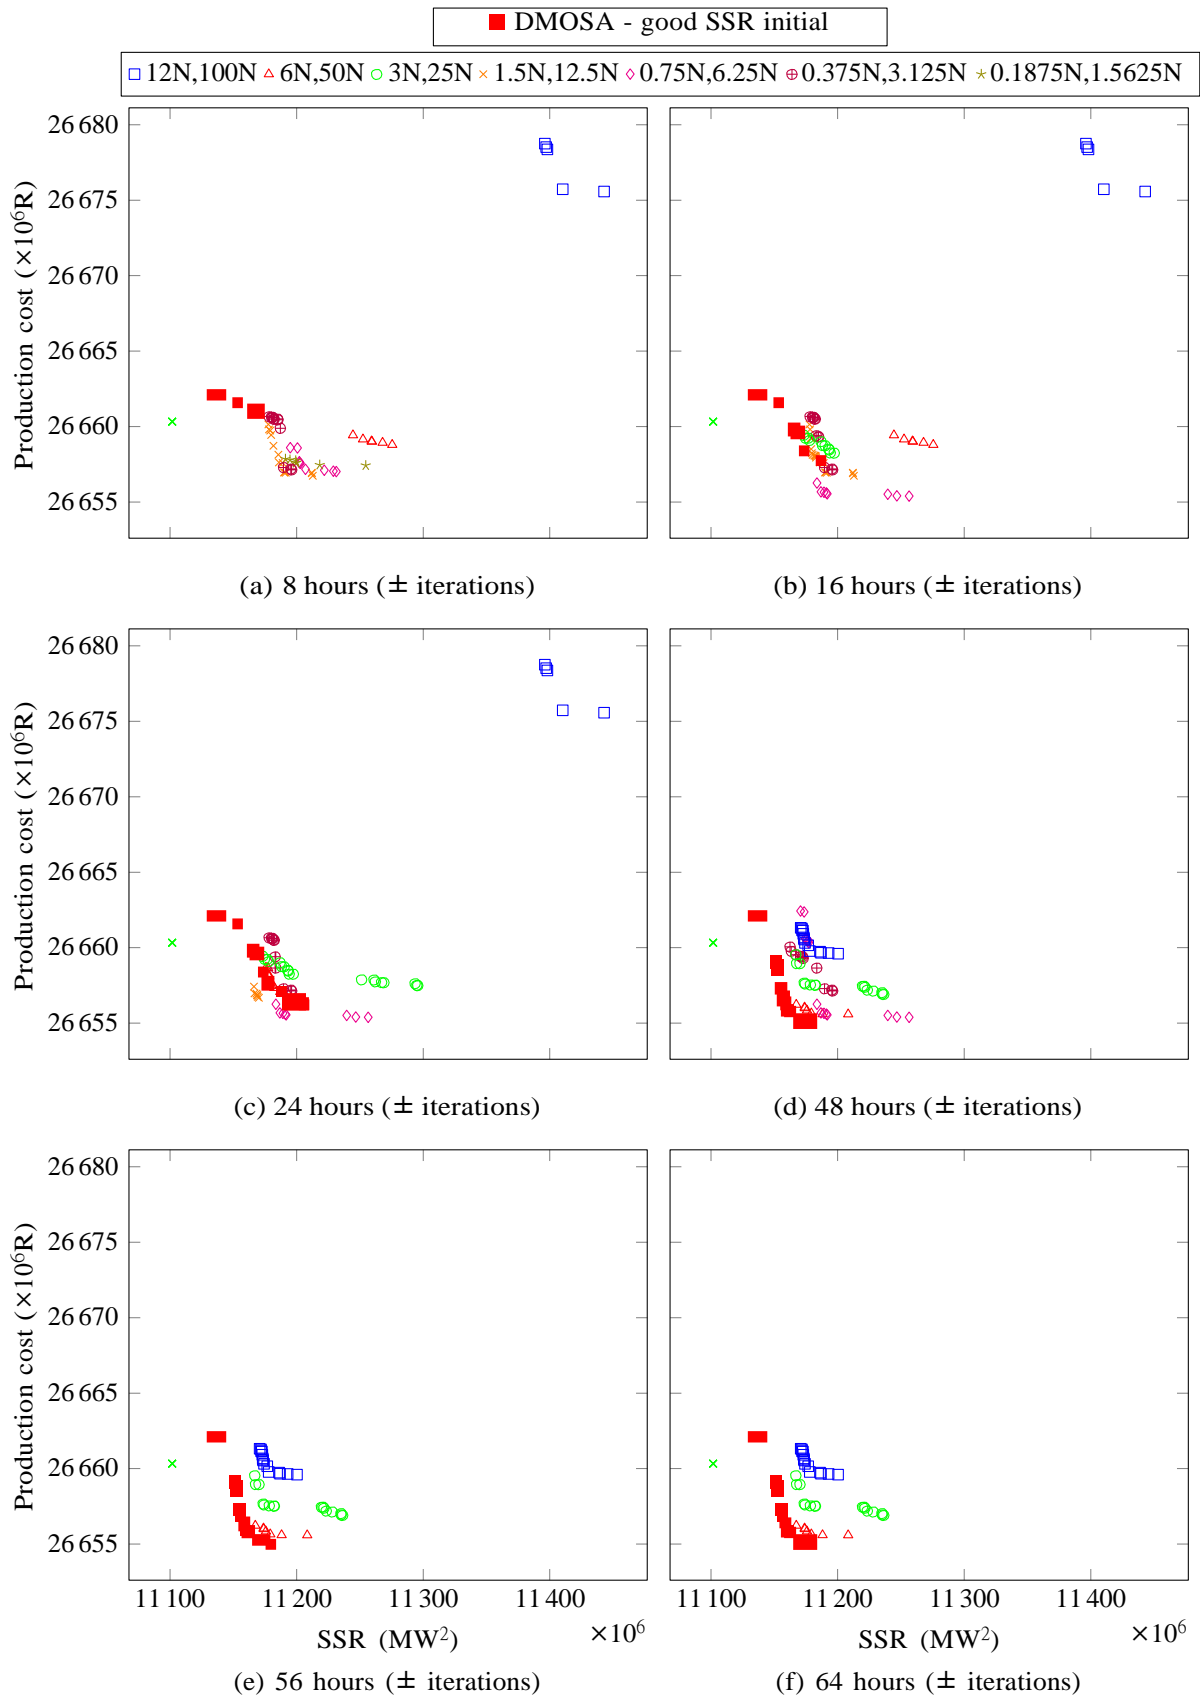 DMOSA - good SSR initial
12N,100N 6N,50N 3N,25N 1.5N,12.5N 0.75N,6.25N 0.375N,3.125N 0.1875N,1.5625N
26 680
26 675
26 670
26 665
26 660
26 655
Production cost (×10⁶R)
(a) 8 hours (± iterations)
(b) 16 hours (± iterations)
26 680
26 675
26 670
26 665
26 660
26 655
Production cost (×10⁶R)
(c) 24 hours (± iterations)
(d) 48 hours (± iterations)
26 680
26 675
26 670
26 665
26 660
26 655
Production cost (×10⁶R)
11 100 11 200 11 300 11 400
SSR (MW²) ×10⁶
(e) 56 hours (± iterations)
11 100 11 200 11 300 11 400
SSR (MW²) ×10⁶
(f) 64 hours (± iterations)